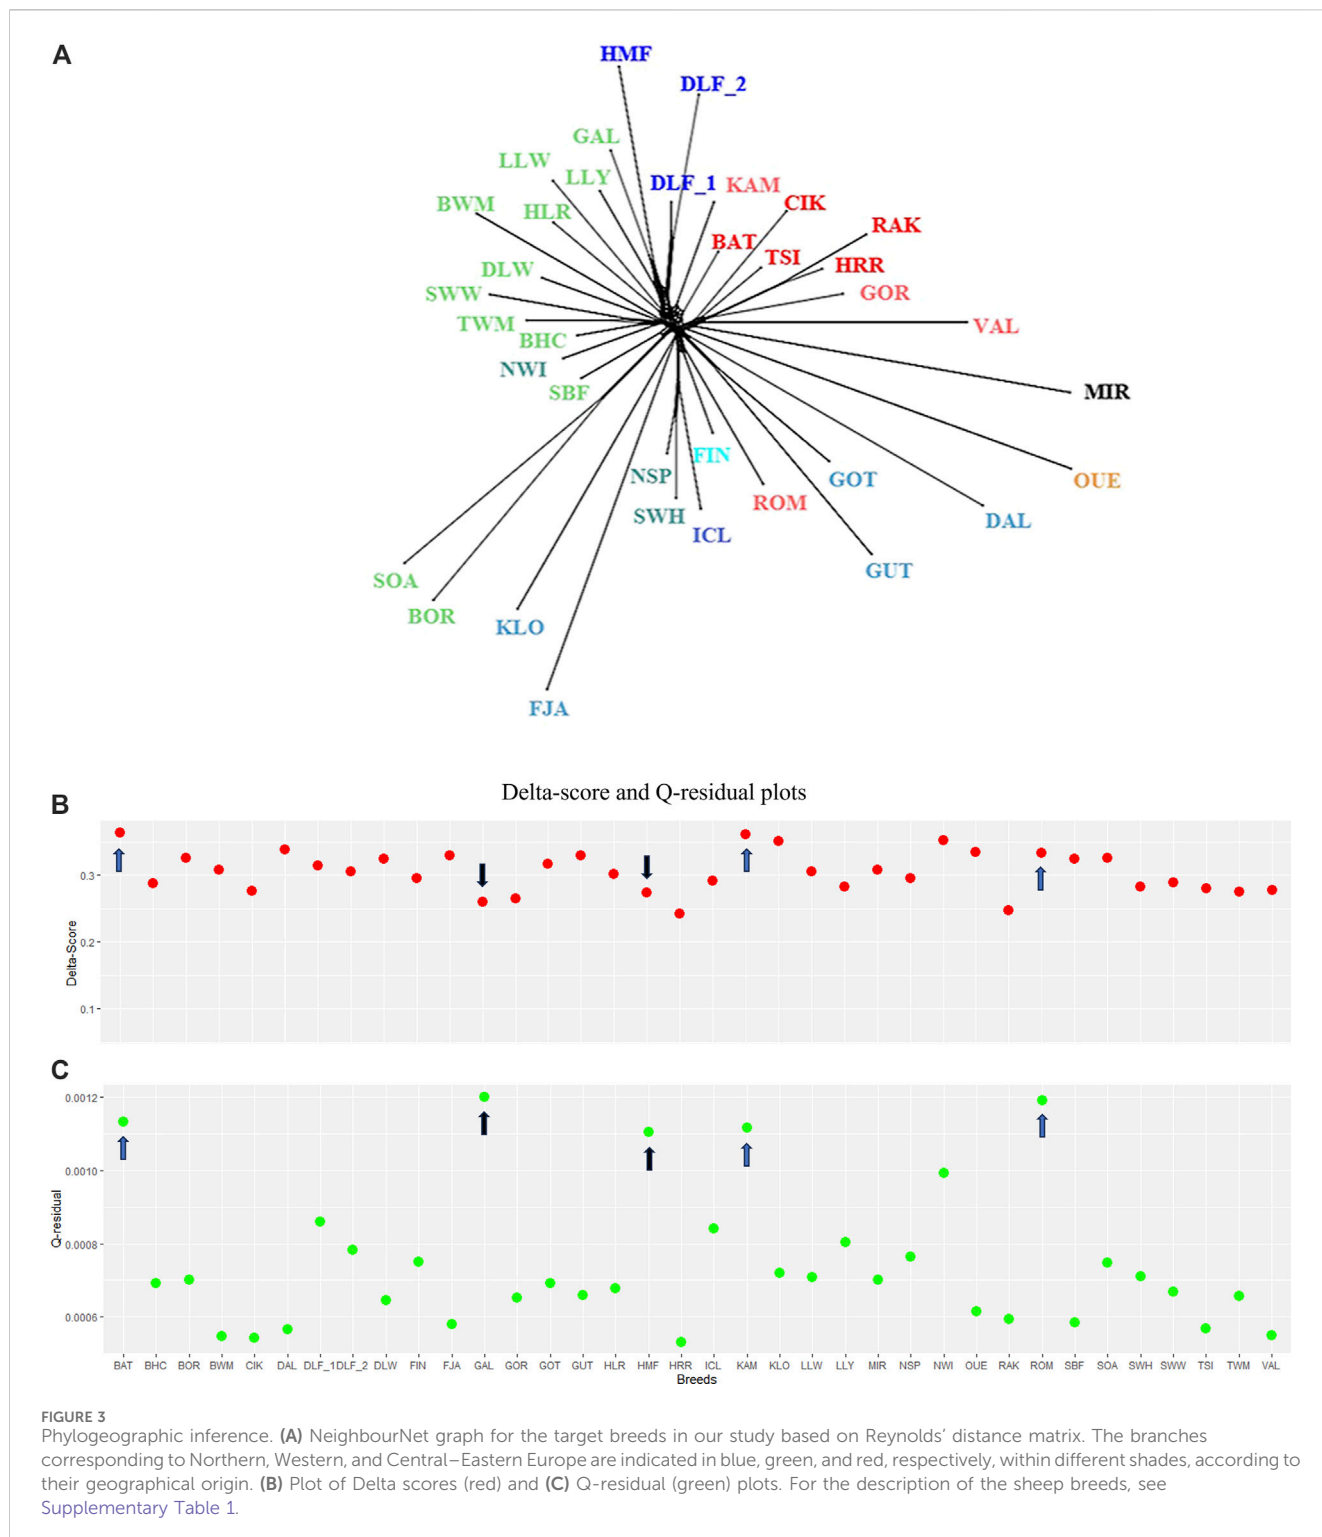 A
HMF
DLF_2
GAL
LLW
LLY
DLF_1
KAM
BWM
HLR
CIK
RAK
BAT
TSI
HRR
DLW
SWW
GOR
TWM
VAL
BHC
NWI
SBF
MIR
FIN
NSP
GOT
OUE
ROM
SWH
ICL
DAL
GUT
SOA
BOR
KLO
FJA
B
Delta-score and Q-residual plots
Delta-Score
0.3
0.2
0.1
C
Q-residual
0.0012
0.0010
0.0008
0.0006
BAT BHC BOR BWM CIK DAL DLF_1 DLF_2 DLW FIN FJA GAL GOR GOT GUT HLR HMF HRR ICL KAM KLO LLW LLY MIR NSP NWI OUE RAK ROM SBF SOA SWH SWW TSI TWM VAL
Breeds
FIGURE 3
Phylogeographic inference. (A) NeighbourNet graph for the target breeds in our study based on Reynolds’ distance matrix. The branches
corresponding to Northern, Western, and Central–Eastern Europe are indicated in blue, green, and red, respectively, within different shades, according to
their geographical origin. (B) Plot of Delta scores (red) and (C) Q-residual (green) plots. For the description of the sheep breeds, see
Supplementary Table 1.